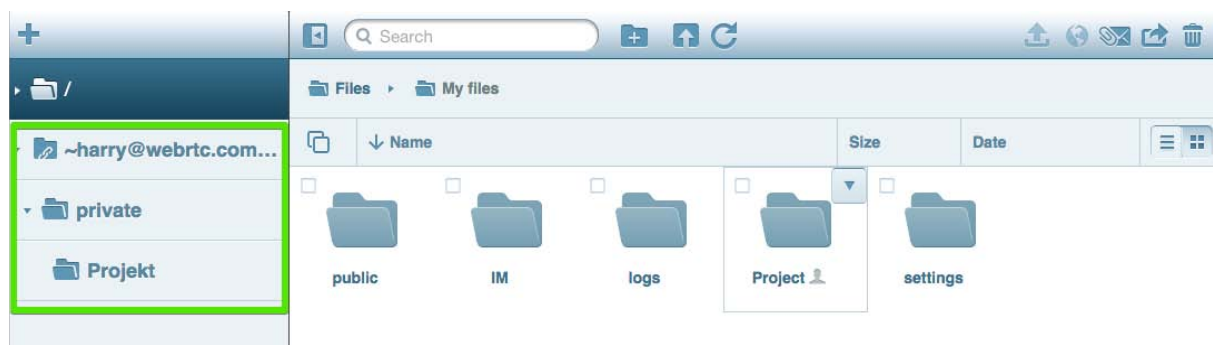 Search
/
Files
My files
~harry@webrtc.com...
Name
Size
Date
private
Projekt
public
IM
logs
Project
settings